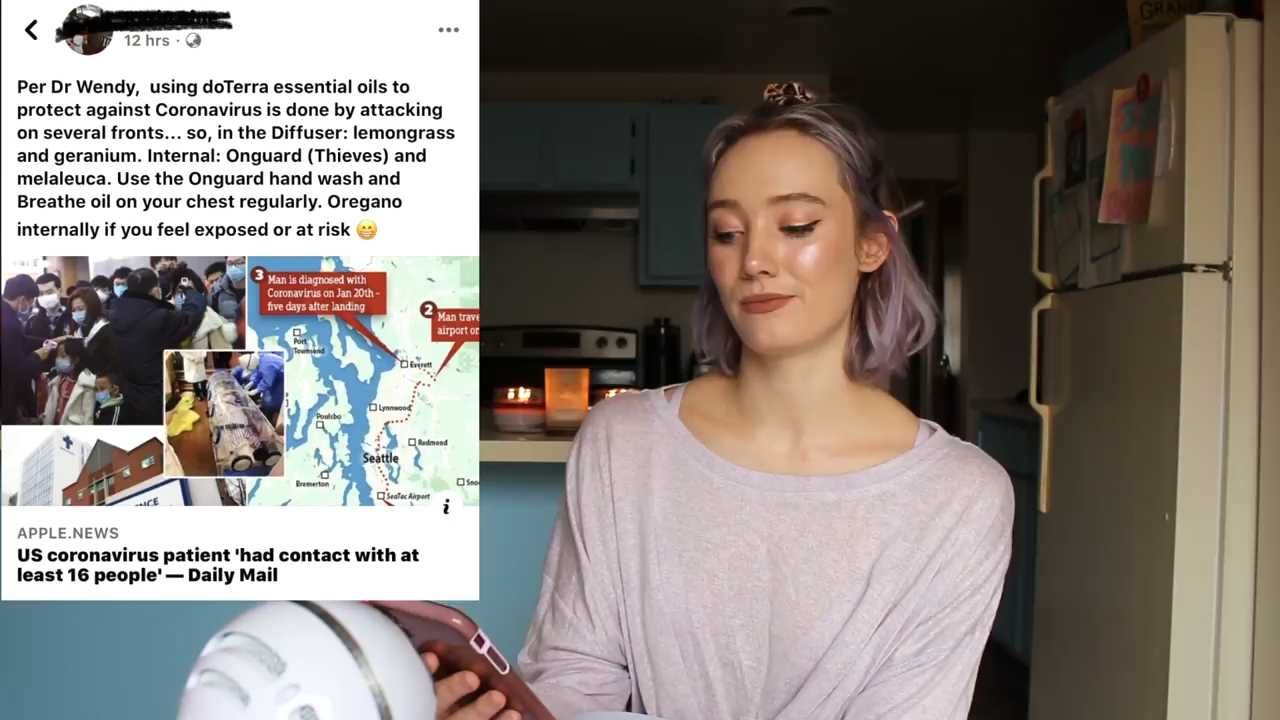 12 hrs ·
Per Dr Wendy, using doTerra essential oils to
protect against Coronavirus is done by attacking
on several fronts... so, in the Diffuser: lemongrass
and geranium. Internal: Onguard (Thieves) and
melaleuca. Use the Onguard hand wash and
Breathe oil on your chest regularly. Oregano
internally if you feel exposed or at risk 😁
3 Man is diagnosed with
Coronavirus on Jan 20th -
five days after landing
2
Man trave
airport on
Port
Townsend
Everett
Lynnwood
Poulsbo
Redmond
Seattle
Bremerton
Sno
SeaTac Airport
ENCE
i
APPLE.NEWS
US coronavirus patient 'had contact with at
least 16 people' — Daily Mail
GRAN